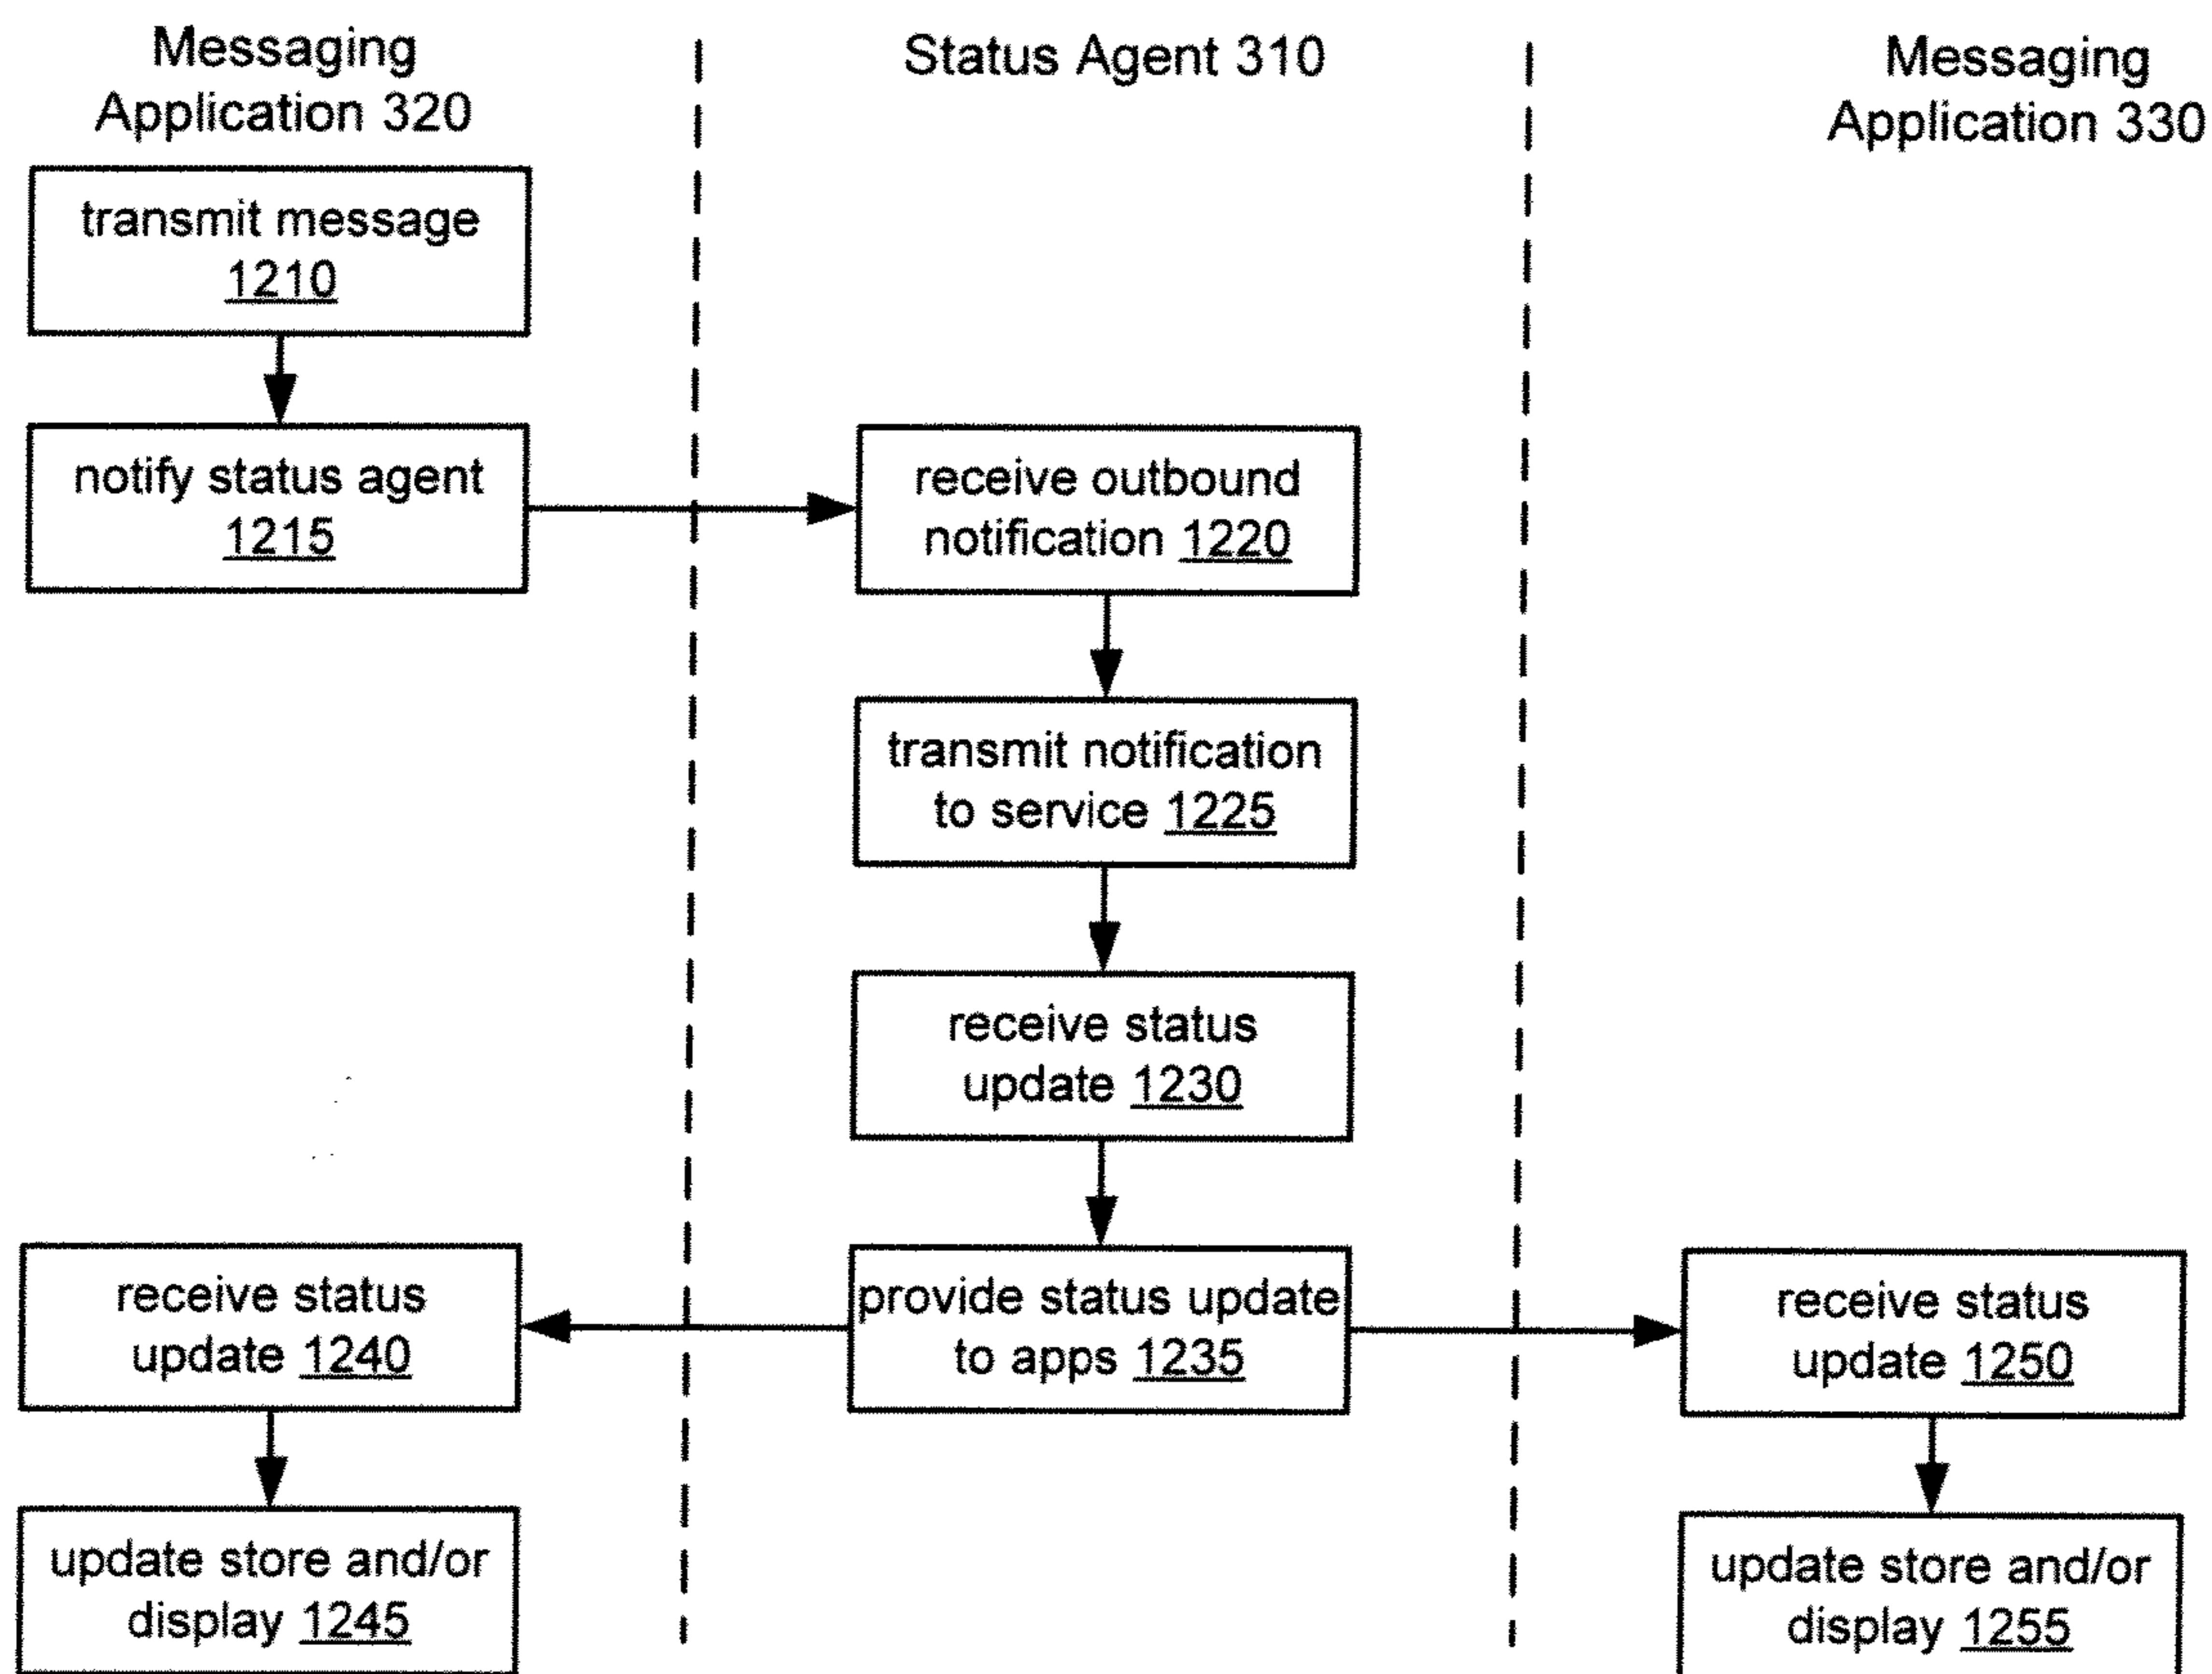 Messaging
Application 320
Status Agent 310
Messaging
Application 330
transmit message
1210
notify status agent
1215
receive outbound
notification 1220
transmit notification
to service 1225
receive status
update 1230
provide status update
to apps 1235
receive status
update 1240
update store and/or
display 1245
receive status
update 1250
update store and/or
display 1255